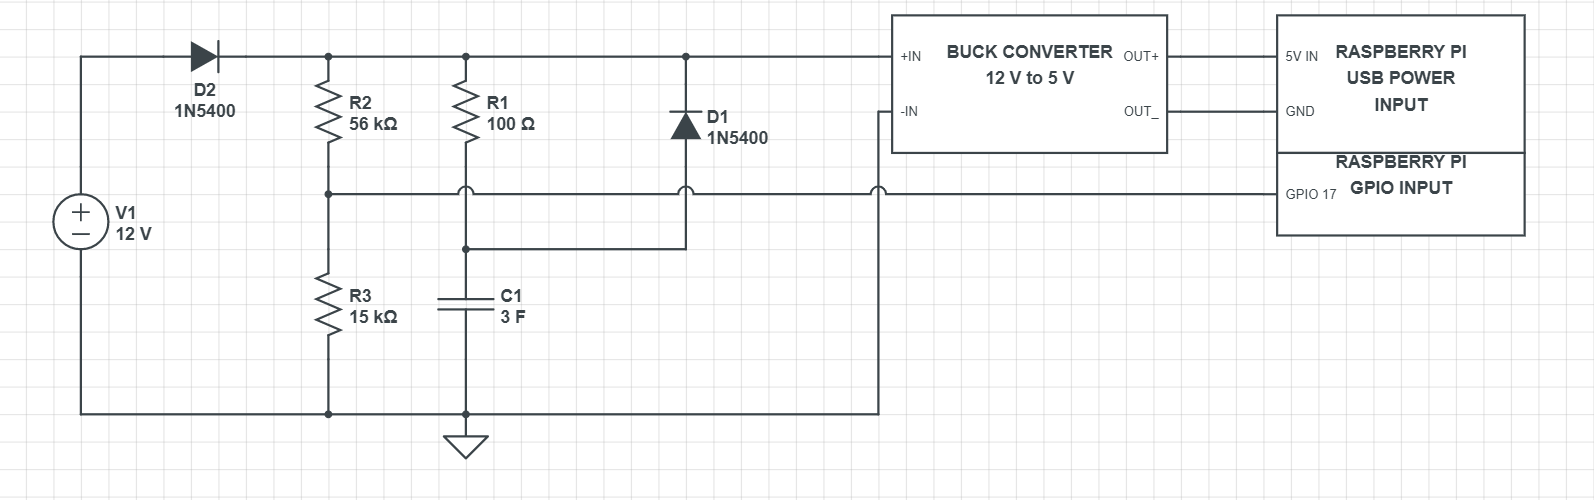 D2
1N5400
R2
56 kΩ
R1
100 Ω
D1
1N5400
V1
12 V
R3
15 kΩ
C1
3 F
+IN
-IN
BUCK CONVERTER
12 V to 5 V
OUT+
OUT_
5V IN
GND
RASPBERRY PI
USB POWER
INPUT
RASPBERRY PI
GPIO INPUT
GPIO 17